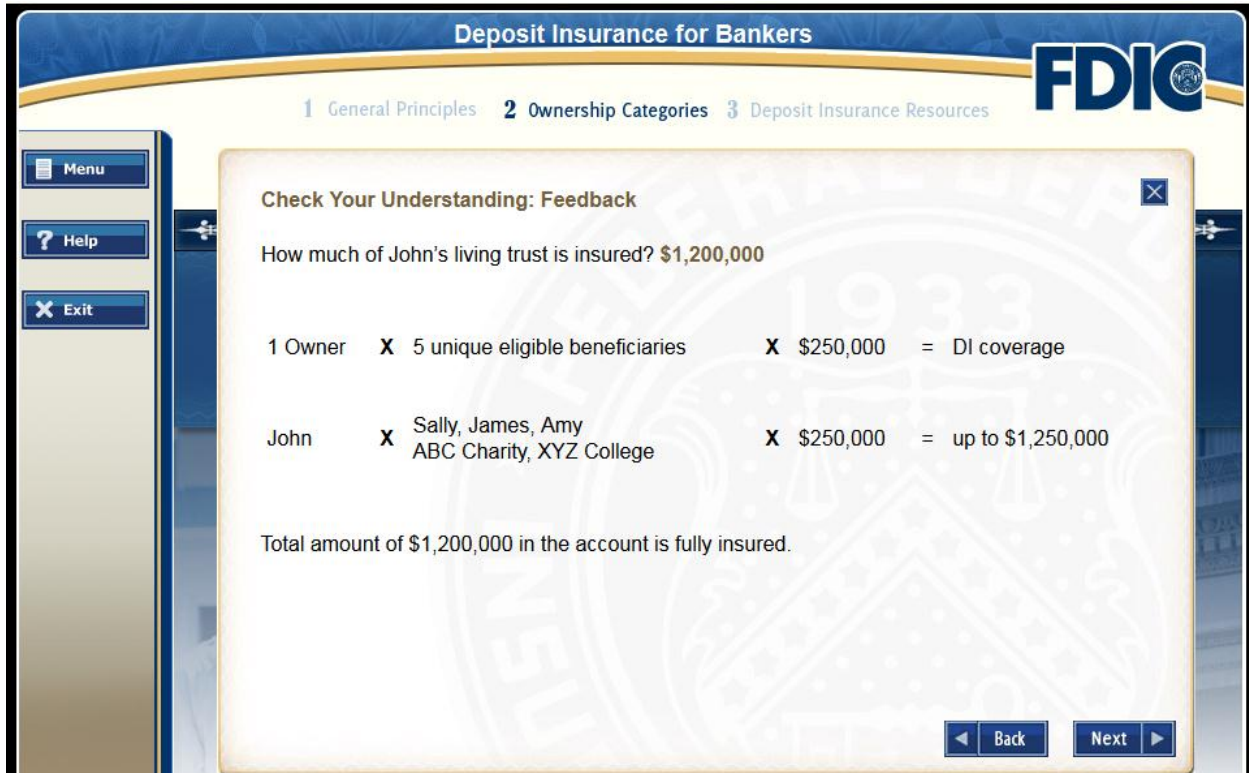 Deposit Insurance for Bankers
FDIC
1 General Principles 2 Ownership Categories 3 Deposit Insurance Resources
Menu
? Help
X Exit
Check Your Understanding: Feedback
How much of John's living trust is insured? $1,200,000
1 Owner X 5 unique eligible beneficiaries X $250,000 = DI coverage
John X Sally, James, Amy
ABC Charity, XYZ College X $250,000 = up to $1,250,000
Total amount of $1,200,000 in the account is fully insured.
1933
Back Next